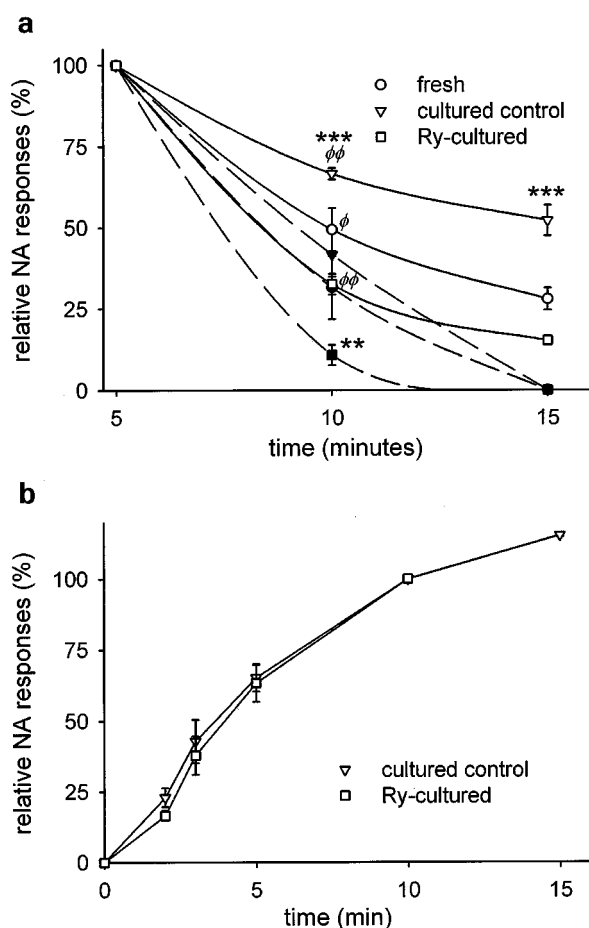 a
relative NA responses (%)
100
75
50
25
0
fresh
cultured control
Ry-cultured
***
ϕϕ
***
ϕ
ϕϕ
**
5
10
15
time (minutes)
b
relative NA responses (%)
100
75
50
25
0
cultured control
Ry-cultured
0
5
10
15
time (min)